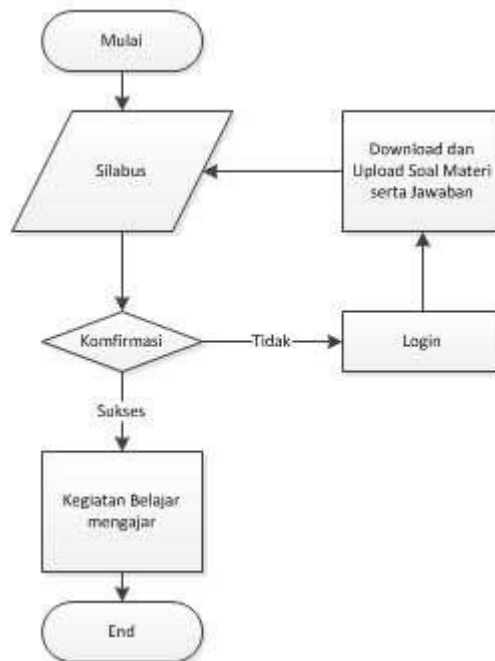 Mulai
Silabus
Download dan
Upload Soal Materi
serta Jawaban
Komfirmasi
Tidak
Login
Sukses
Kegiatan Belajar
mengajar
End